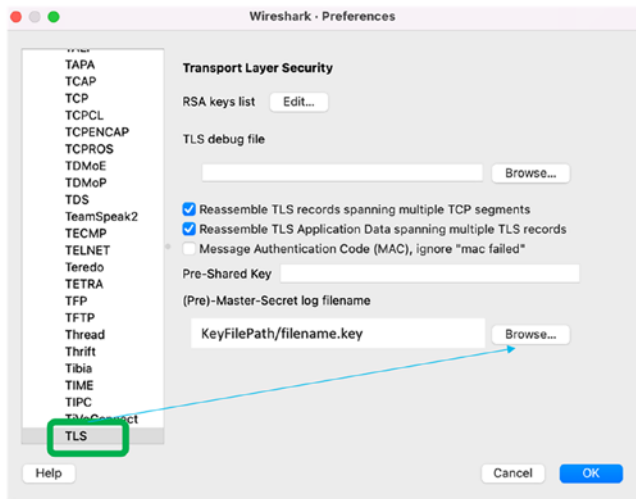 Wireshark · Preferences
TAPA
TCAP
TCP
TCPCL
TCPENCAP
TCPROS
TDMoE
TDMoP
TDS
TeamSpeak2
TECMP
TELNET
Teredo
TETRA
TFP
TFTP
Thread
Thrift
Tibia
TIME
TIPC
TiVoConnect
TLS
Transport Layer Security
RSA keys list Edit...
TLS debug file
Browse...
Reassemble TLS records spanning multiple TCP segments
Reassemble TLS Application Data spanning multiple TLS records
Message Authentication Code (MAC), ignore "mac failed"
Pre-Shared Key
(Pre)-Master-Secret log filename
KeyFilePath/filename.key Browse...
Help Cancel OK